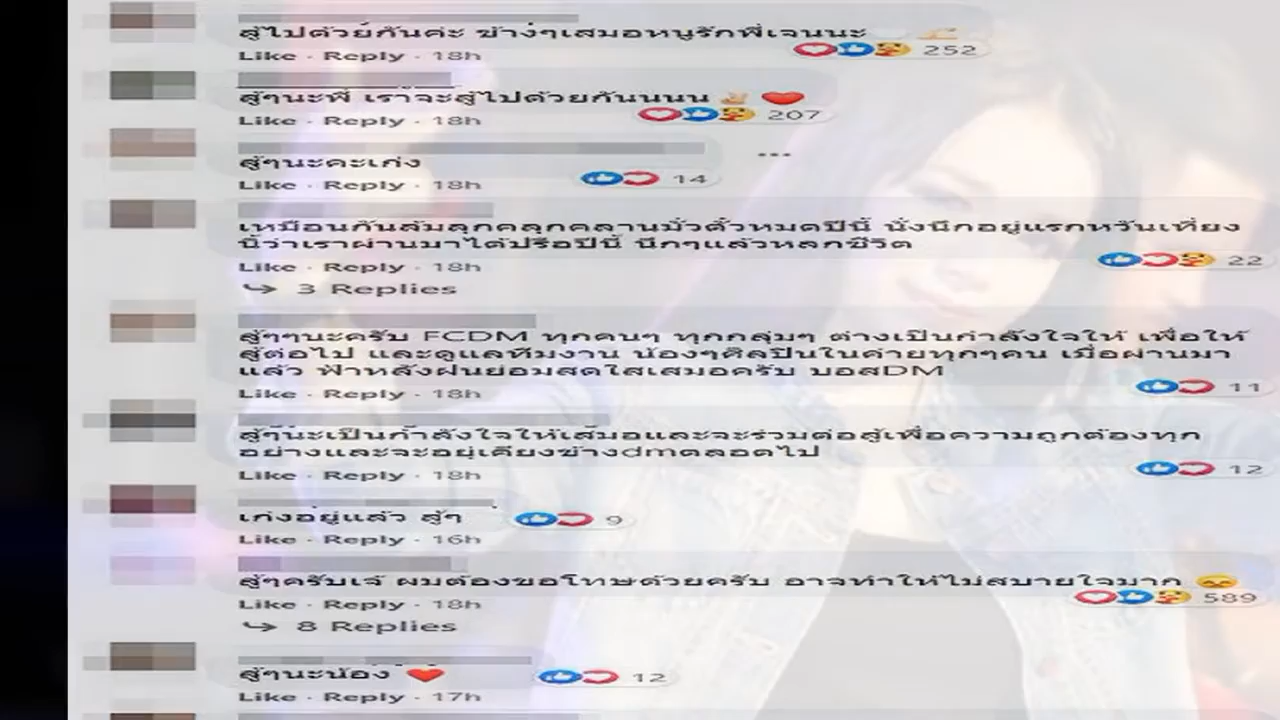 สู้ไปด้วยกันค่ะ ข้างๆเสมอหนูรักพี่เจนนะ
252
Like · Reply · 18h
สู้ๆนะพี่ เราจะสู้ไปด้วยกันนนน ✌🏻 ❤️
207
Like · Reply · 18h
สู้ๆนะคะเก่ง
Like · Reply · 18h
14
เหมือนกันล้มลุกคลุกคลานมั่วตั้วหมดปีนี้ นั่งนึกอยู่แรกหวันเที่ยง
นี้ว่าเราผ่านมาได้ปรือปีนี้ นึกๆแล้วหลกชีวิต
Like · Reply · 18h
22
3 Replies
สู้ๆๆนะครับ FCDM ทุกคนๆ ทุกกลุ่มๆ ต่างเป็นกำลังใจให้ เพื่อให้
สู้ต่อไป และดูแลทีมงาน น้องๆศิลปินในค่ายทุกๆคน เมื่อผ่านมา
แล้ว ฟ้าหลังฝนย่อมสดใสเสมอครับ บอสDM
Like · Reply · 18h
11
สู้ๆน้ะเป็นกำลังใจให้เสมอและจะร่วมต่อสู้เพื่อความถูกต้องทุก
อย่างและจะอยู่เคียงข้างdmตลอดไป
Like · Reply · 18h
12
เก่งอยู่แล้ว สู้ๆ
9
Like · Reply · 16h
สู้ๆครับเจ้ ผมต้องขอโทษด้วยครับ อาจทำให้ไม่สบายใจมาก 😔
589
Like · Reply · 18h
8 Replies
สู้ๆนะน้อง ❤️
12
Like · Reply · 17h